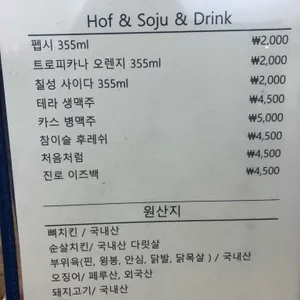 Hof & Soju & Drink
펩시 355ml ₩2,000
트로피카나 오렌지 355ml ₩2,000
칠성 사이다 355ml ₩2,000
테라 생맥주 ₩4,500
카스 병맥주 ₩5,000
참이슬 후레쉬 ₩4,500
처음처럼 ₩4,500
진로 이즈백 ₩4,500
원산지
뼈치킨 / 국내산
순살치킨/ 국내산 다릿살
부위육(핀, 윙봉, 안심, 닭발, 닭목살 ) / 국내산
오징어/ 페루산, 외국산
돼지고기/ 국내산